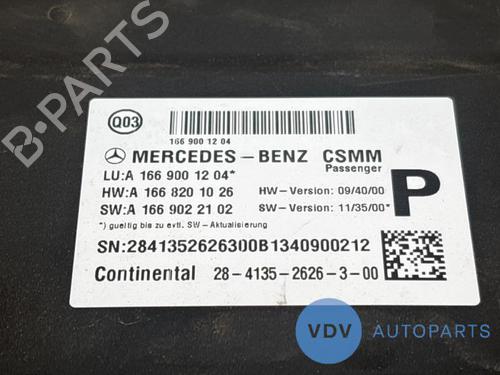 B-PARTS
Q03
166 900 12 04
MERCEDES-BENZ CSMM
Passenger
LU:A 166 900 12 04*
HW:A 166 820 10 26 HW-Version: 09/40/00
SW:A 166 902 21 02 SW-Version: 11/35/00*
P
*) gueltig bis zu evtl. SW-Aktualisierung
SN:2841352626300B1340900212
Continental 28-4135-2626-3-00
VDV AUTOPARTS